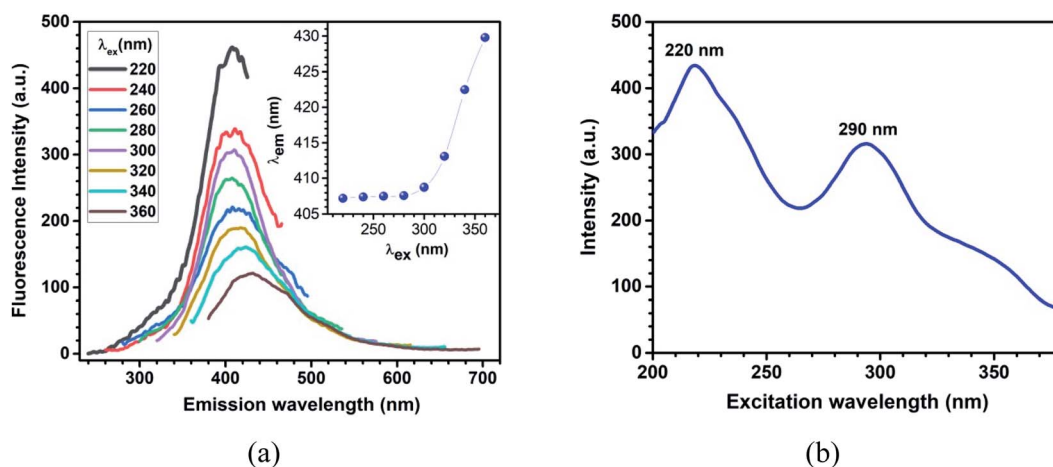 500
400
300
200
100
0
Fluorescence Intensity (a.u.)
λex(nm)
220
240
260
280
300
320
340
360
430
425
420
415
410
405
λem
250 300 350
λex (nm)
300 400 500 600 700
Emission wavelength (nm)
(a)
500
400
300
200
100
0
Intensity (a.u.)
220 nm
290 nm
200 250 300 350
Excitation wavelength (nm)
(b)